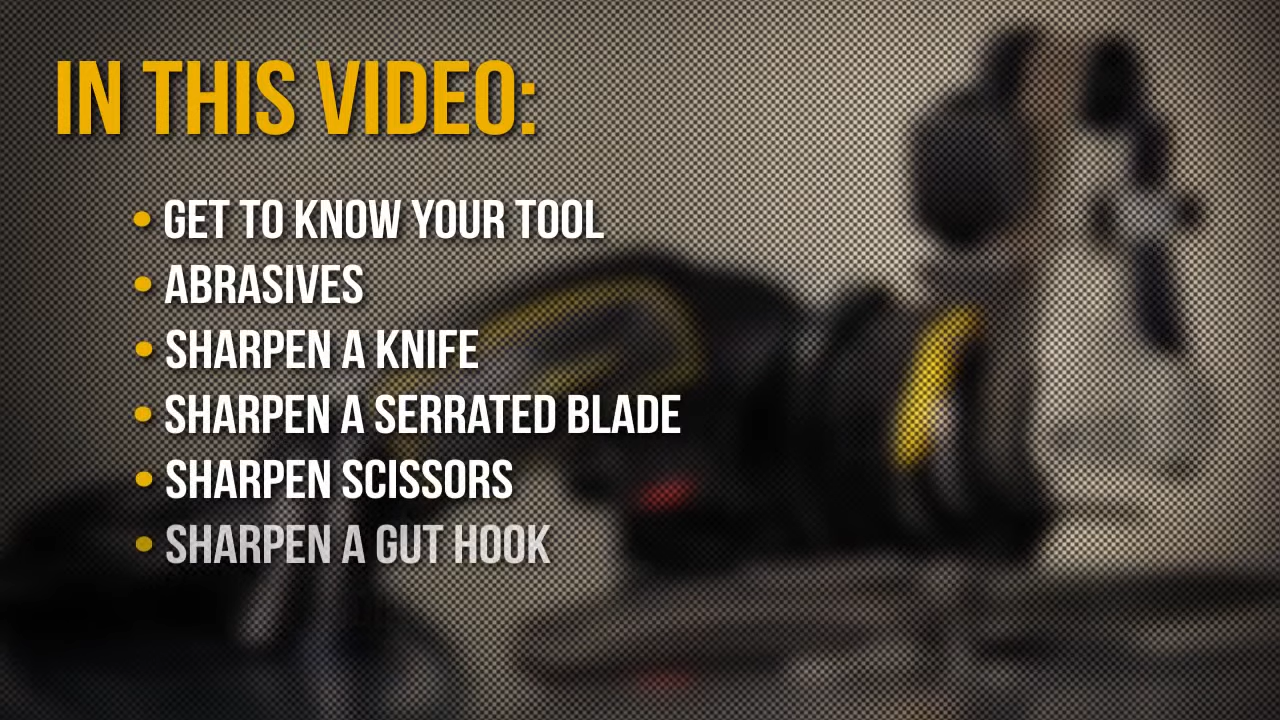 IN THIS VIDEO:
• GET TO KNOW YOUR TOOL
• ABRASIVES
• SHARPEN A KNIFE
• SHARPEN A SERRATED BLADE
• SHARPEN SCISSORS
• SHARPEN A GUT HOOK